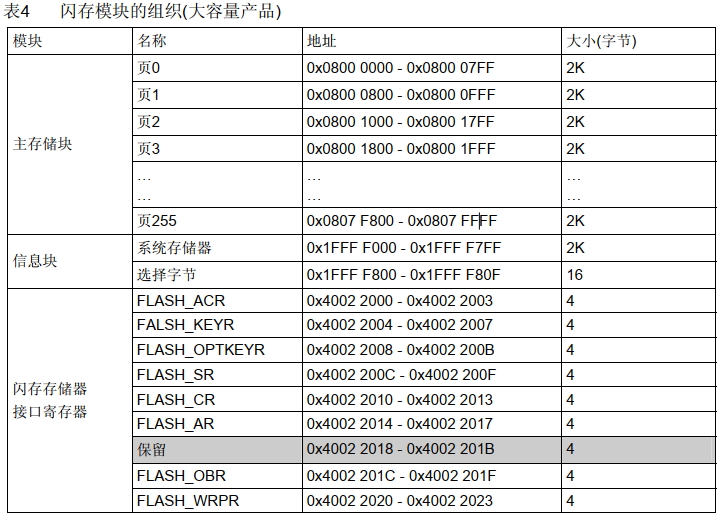 表4 闪存模块的组织(大容量产品)
模块 名称 地址 大小(字节)
主存储块
页0 0x0800 0000 - 0x0800 07FF 2K
页1 0x0800 0800 - 0x0800 0FFF 2K
页2 0x0800 1000 - 0x0800 17FF 2K
页3 0x0800 1800 - 0x0800 1FFF 2K
… … …
… … …
页255 0x0807 F800 - 0x0807 FFFF 2K
信息块
系统存储器 0x1FFF F000 - 0x1FFF F7FF 2K
选择字节 0x1FFF F800 - 0x1FFF F80F 16
闪存存储器
接口寄存器
FLASH_ACR 0x4002 2000 - 0x4002 2003 4
FALSH_KEYR 0x4002 2004 - 0x4002 2007 4
FLASH_OPTKEYR 0x4002 2008 - 0x4002 200B 4
FLASH_SR 0x4002 200C - 0x4002 200F 4
FLASH_CR 0x4002 2010 - 0x4002 2013 4
FLASH_AR 0x4002 2014 - 0x4002 2017 4
保留 0x4002 2018 - 0x4002 201B 4
FLASH_OBR 0x4002 201C - 0x4002 201F 4
FLASH_WRPR 0x4002 2020 - 0x4002 2023 4